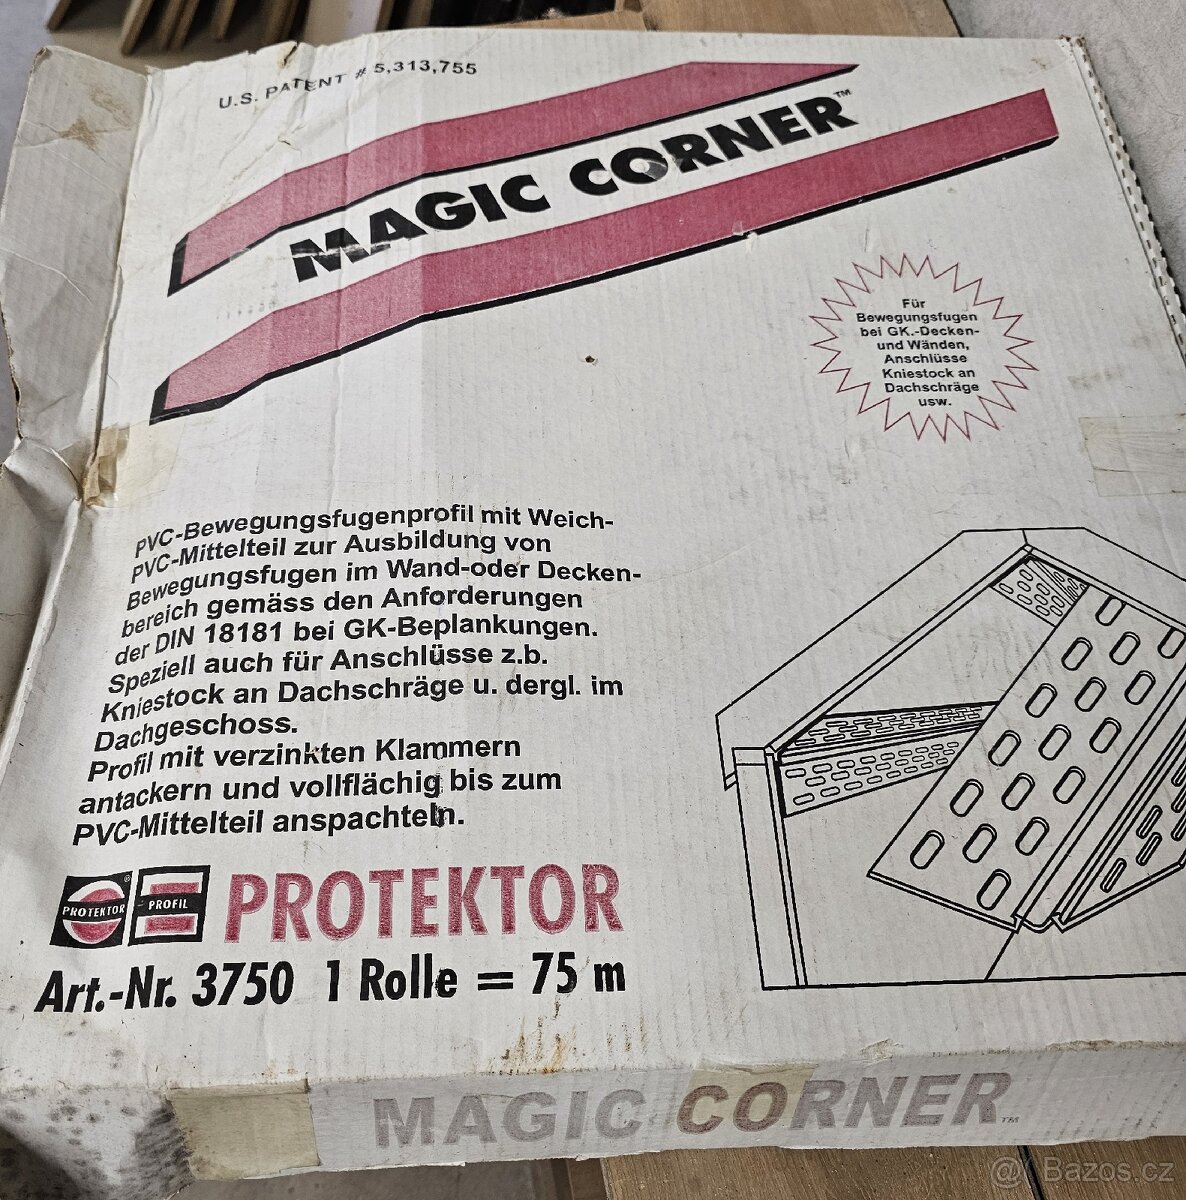 U.S. PATENT # 5,313,755
MAGIC CORNER™
Für
Bewegungsfugen
bei GK.-Decken-
und Wänden,
Anschlüsse
Kniestock an
Dachschräge
usw.
PVC-Bewegungsfugenprofil mit Weich-
PVC-Mittelteil zur Ausbildung von
Bewegungsfugen im Wand-oder Decken-
bereich gemäss den Anforderungen
der DIN 18181 bei GK-Beplankungen.
Speziell auch für Anschlüsse z.b.
Kniestock an Dachschräge u. dergl. im
Dachgeschoss.
Profil mit verzinkten Klammern
antackern und vollflächig bis zum
PVC-Mittelteil anspachteln.
PROTEKTOR® PROFIL PROTEKTOR
Art.-Nr. 3750 1 Rolle = 75 m
MAGIC CORNER™
@ Bazos.cz